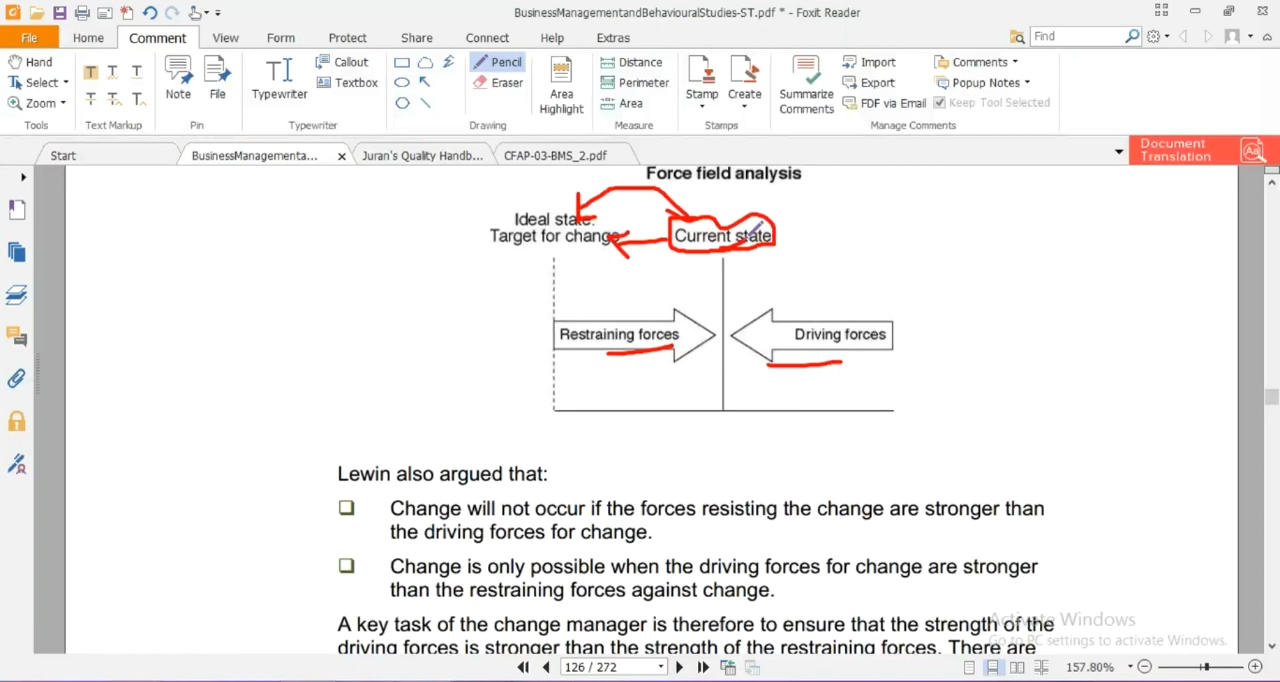 BusinessManagementandBehaviouralStudies-ST.pdf * - Foxit Reader
File Home Comment View Form Protect Share Connect Help Extras Find
Hand
Select
Zoom
Tools
T T T
T T T
Text Markup
Note File
Pin
Typewriter
Callout
Textbox
Typewriter
Pencil
Eraser
Drawing
Area Highlight
Distance
Perimeter
Area
Measure
Stamp Create
Stamps
Summarize Comments
Import
Export
FDF via Email
Comments
Popup Notes
Keep Tool Selected
Manage Comments
Start BusinessManagementa... x Juran's Quality Handb... CFAP-03-BMS_2.pdf
Document
Translation
Force field analysis
Ideal state:
Target for change
Current state
Restraining forces
Driving forces
Lewin also argued that:
Change will not occur if the forces resisting the change are stronger than
the driving forces for change.
Change is only possible when the driving forces for change are stronger
than the restraining forces against change.
A key task of the change manager is therefore to ensure that the strength of the
driving forces is stronger than the strength of the restraining forces. There are
Activate Windows
Go to PC settings to activate Windows.
126 / 272
157.80%